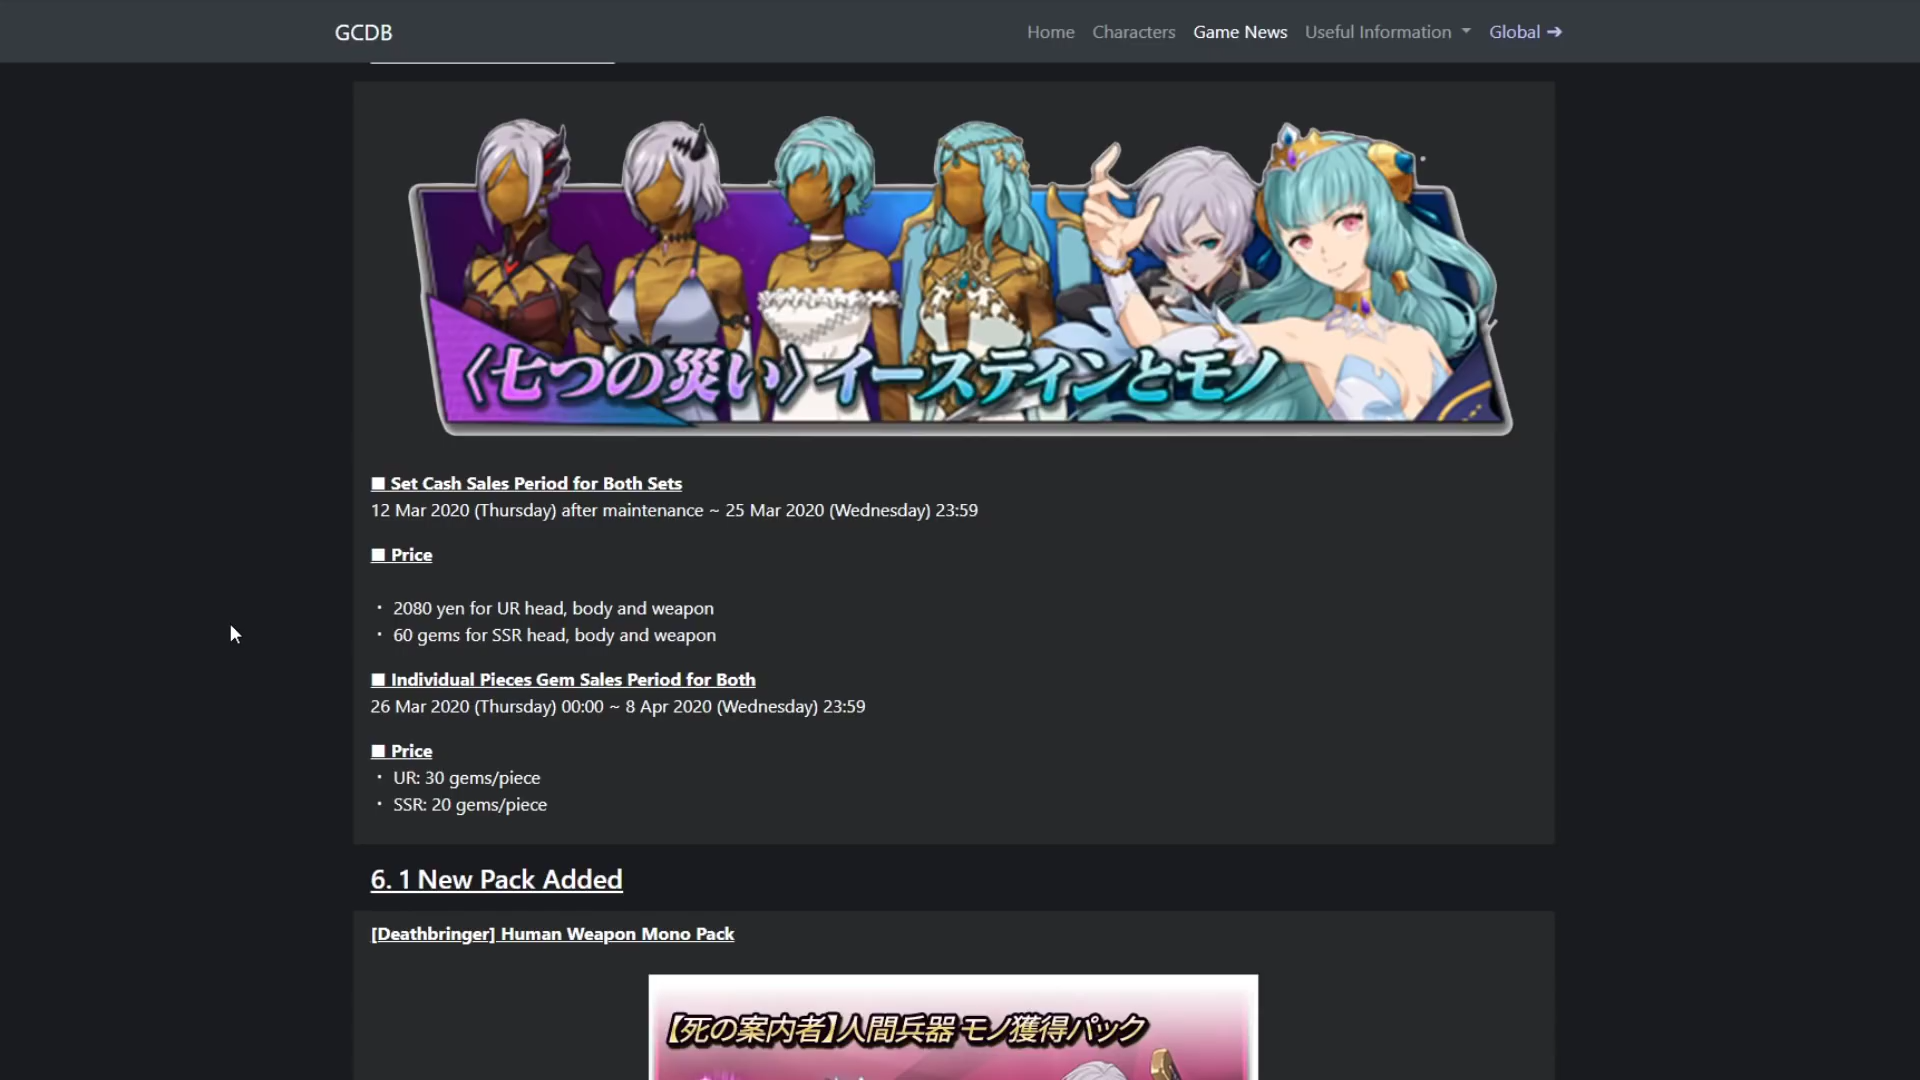 GCDB
Home Characters Game News Useful Information Global ➔
〈七つの災い〉イースティンとモノ
■ Set Cash Sales Period for Both Sets
12 Mar 2020 (Thursday) after maintenance ~ 25 Mar 2020 (Wednesday) 23:59
■ Price
・ 2080 yen for UR head, body and weapon
・ 60 gems for SSR head, body and weapon
■ Individual Pieces Gem Sales Period for Both
26 Mar 2020 (Thursday) 00:00 ~ 8 Apr 2020 (Wednesday) 23:59
■ Price
・ UR: 30 gems/piece
・ SSR: 20 gems/piece
6. 1 New Pack Added
[Deathbringer] Human Weapon Mono Pack
【死の案内者】人間兵器 モノ獲得パック